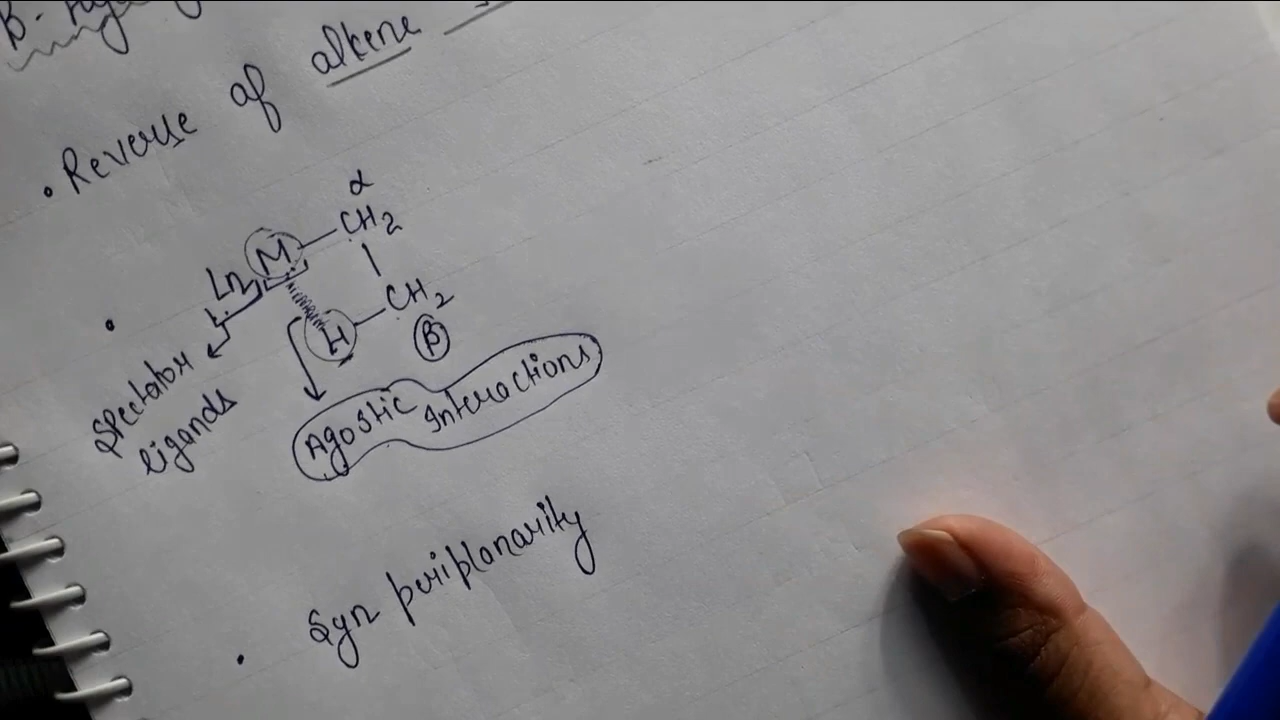 B.
• Reverse of alkene
α
Ln M — CH2
H — CH2
β
Spectator
ligands
Agostic Interactions
• Syn periplanarity